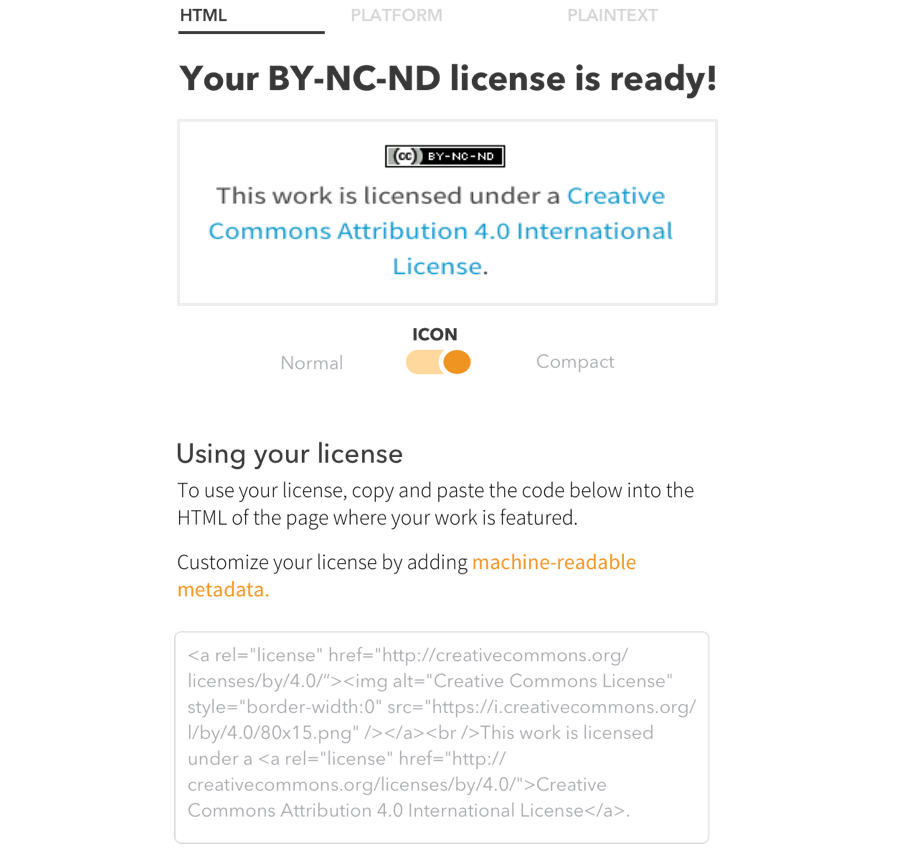 HTML PLATFORM PLAINTEXT
Your BY-NC-ND license is ready!
cc BY-NC-ND
This work is licensed under a Creative
Commons Attribution 4.0 International
License.
ICON
Normal Compact
Using your license
To use your license, copy and paste the code below into the
HTML of the page where your work is featured.
Customize your license by adding machine-readable
metadata.
<a rel="license" href="http://creativecommons.org/
licenses/by/4.0/“><img alt="Creative Commons License"
style="border-width:0" src="https://i.creativecommons.org/
l/by/4.0/80x15.png" /></a><br />This work is licensed
under a <a rel="license" href="http://
creativecommons.org/licenses/by/4.0/">Creative
Commons Attribution 4.0 International License</a>.